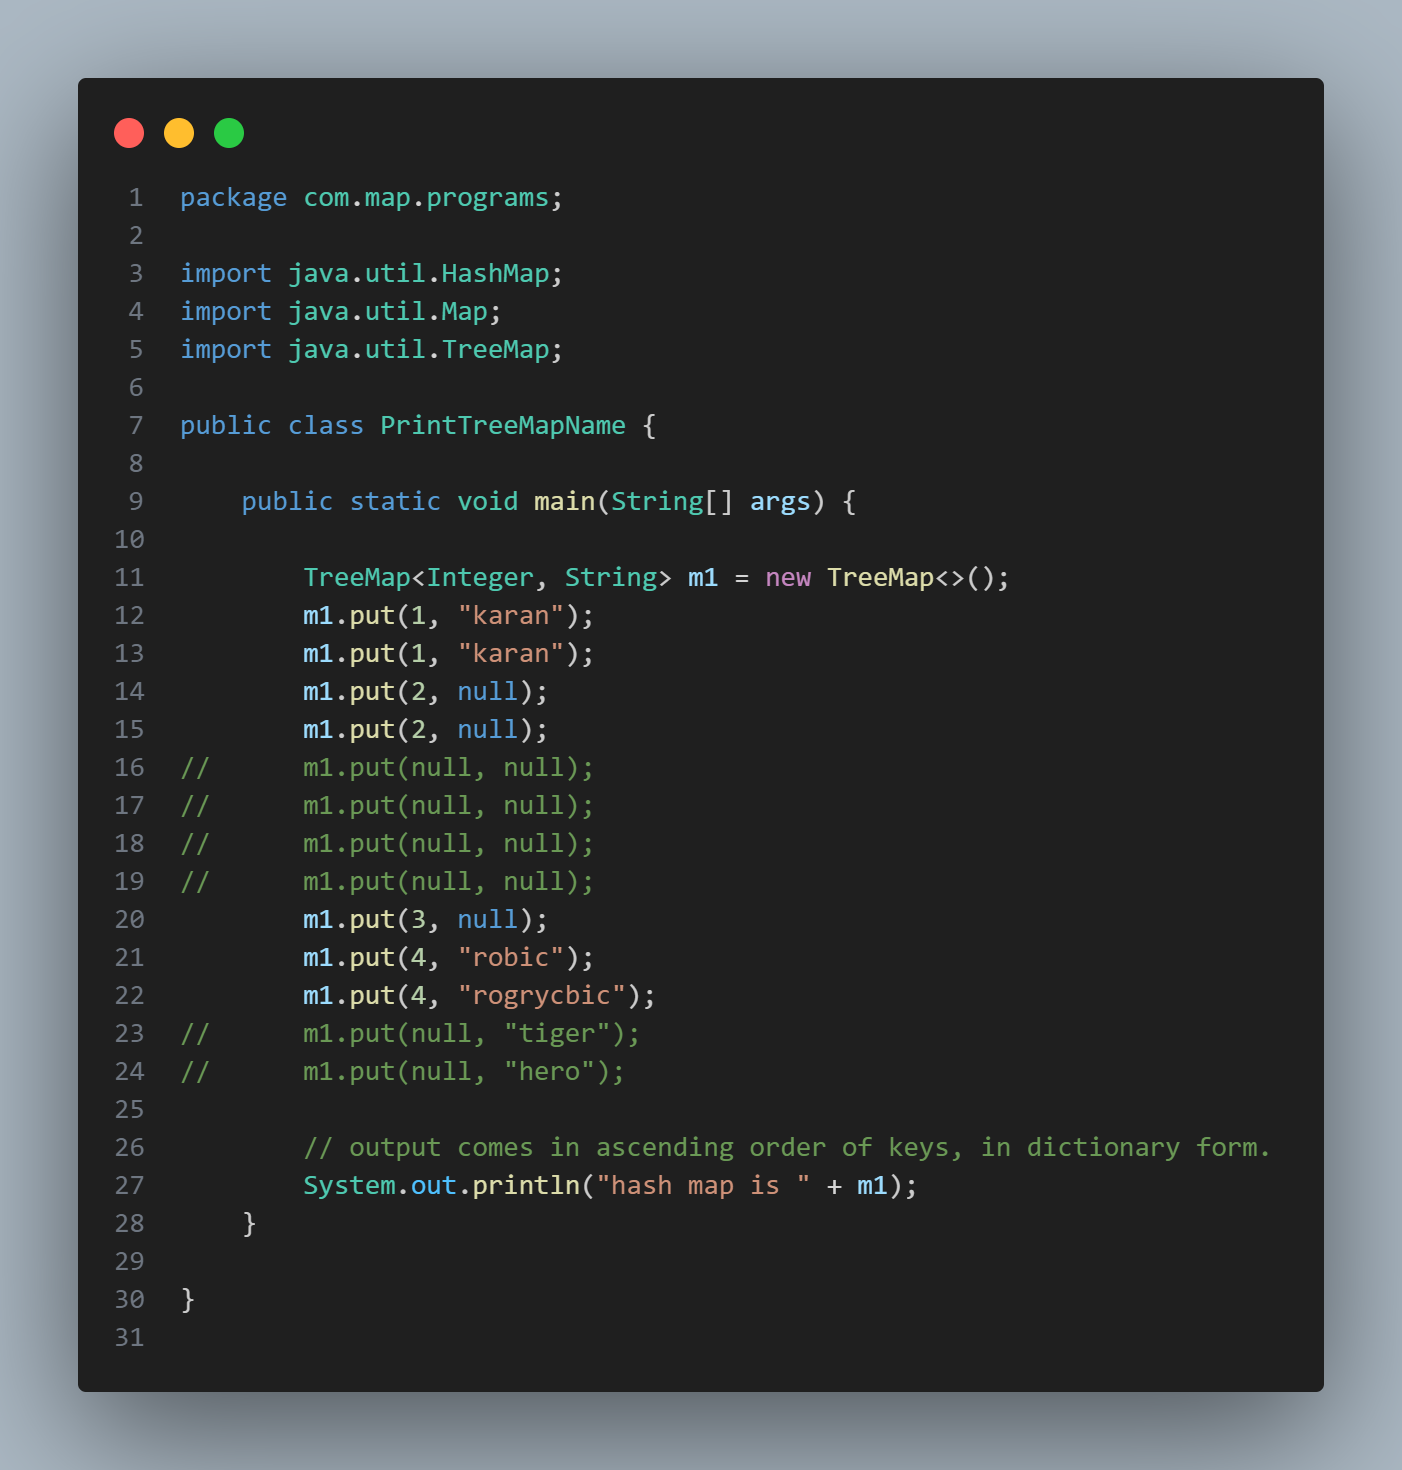 1 package com.map.programs;
2
3 import java.util.HashMap;
4 import java.util.Map;
5 import java.util.TreeMap;
6
7 public class PrintTreeMapName {
8
9     public static void main(String[] args) {
10
11         TreeMap<Integer, String> m1 = new TreeMap<>();
12         m1.put(1, "karan");
13         m1.put(1, "karan");
14         m1.put(2, null);
15         m1.put(2, null);
16 //      m1.put(null, null);
17 //      m1.put(null, null);
18 //      m1.put(null, null);
19 //      m1.put(null, null);
20         m1.put(3, null);
21         m1.put(4, "robic");
22         m1.put(4, "rogrycbic");
23 //      m1.put(null, "tiger");
24 //      m1.put(null, "hero");
25
26         // output comes in ascending order of keys, in dictionary form.
27         System.out.println("hash map is " + m1);
28     }
29
30 }
31